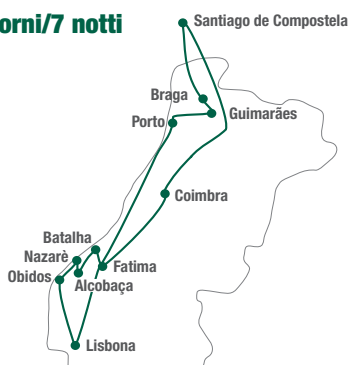 orni/7 notti
Santiago de Compostela
Braga
Guimarães
Porto
Coimbra
Batalha
Nazarè
Fatima
Obidos
Alcobaça
Lisbona